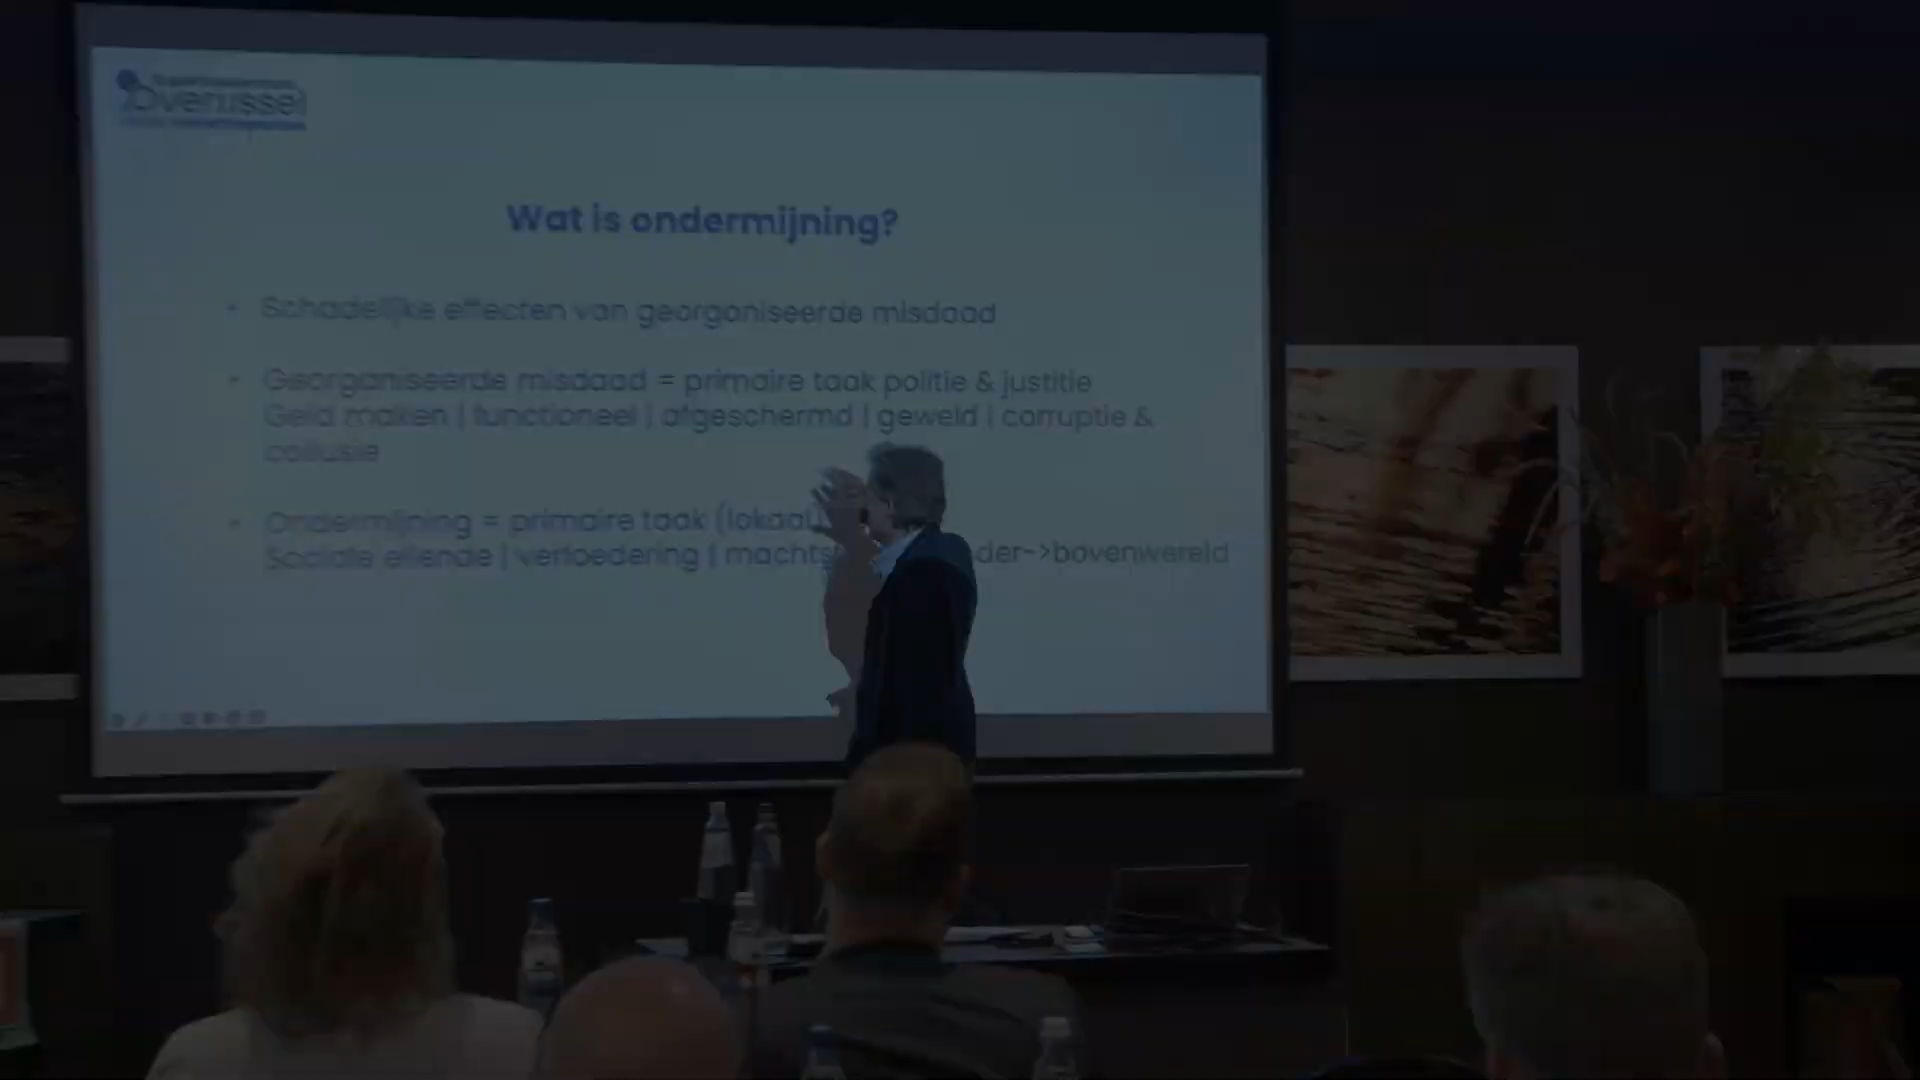 Overijssel
Wat is ondermijning?
• Schadelijke effecten van georganiseerde misdaad
• Georganiseerde misdaad = primaire taak politie & justitie
Geld maken | functioneel | afgeschermd | geweld | corruptie &
collusie
• Ondermijning = primaire taak (lokaal)
Sociale ellende | verloedering | machts der->bovenwereld